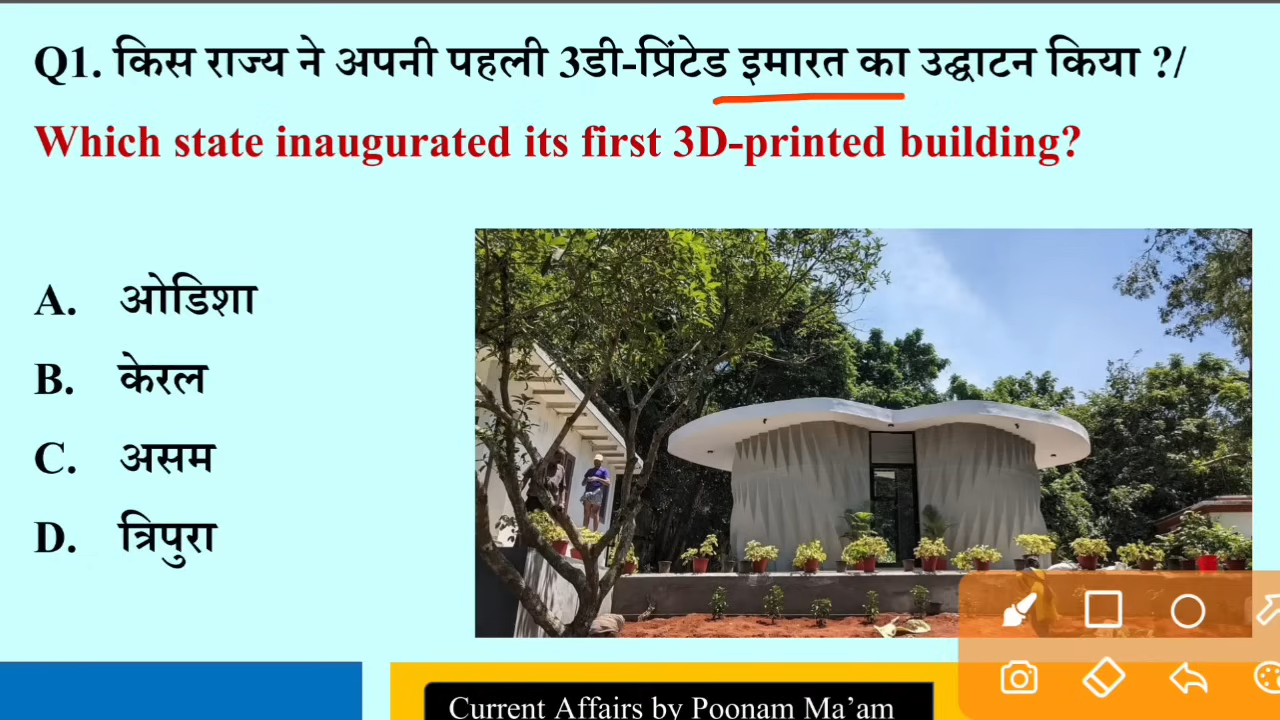 Q1. किस राज्य ने अपनी पहली 3डी-प्रिंटेड इमारत का उद्घाटन किया ?/
Which state inaugurated its first 3D-printed building?
A. ओडिशा
B. केरल
C. असम
D. त्रिपुरा
Current Affairs by Poonam Ma’am